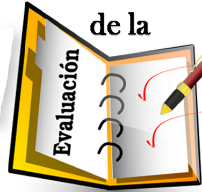 Evaluación
de la